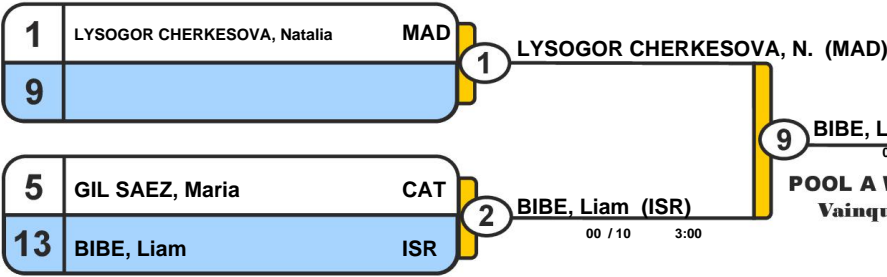 1 LYSOGOR CHERKESOVA, Natalia MAD
9
1
LYSOGOR CHERKESOVA, N. (MAD)
5 GIL SAEZ, Maria CAT
13 BIBE, Liam ISR
2
BIBE, Liam (ISR)
00 / 10 3:00
9
BIBE, L
POOL A